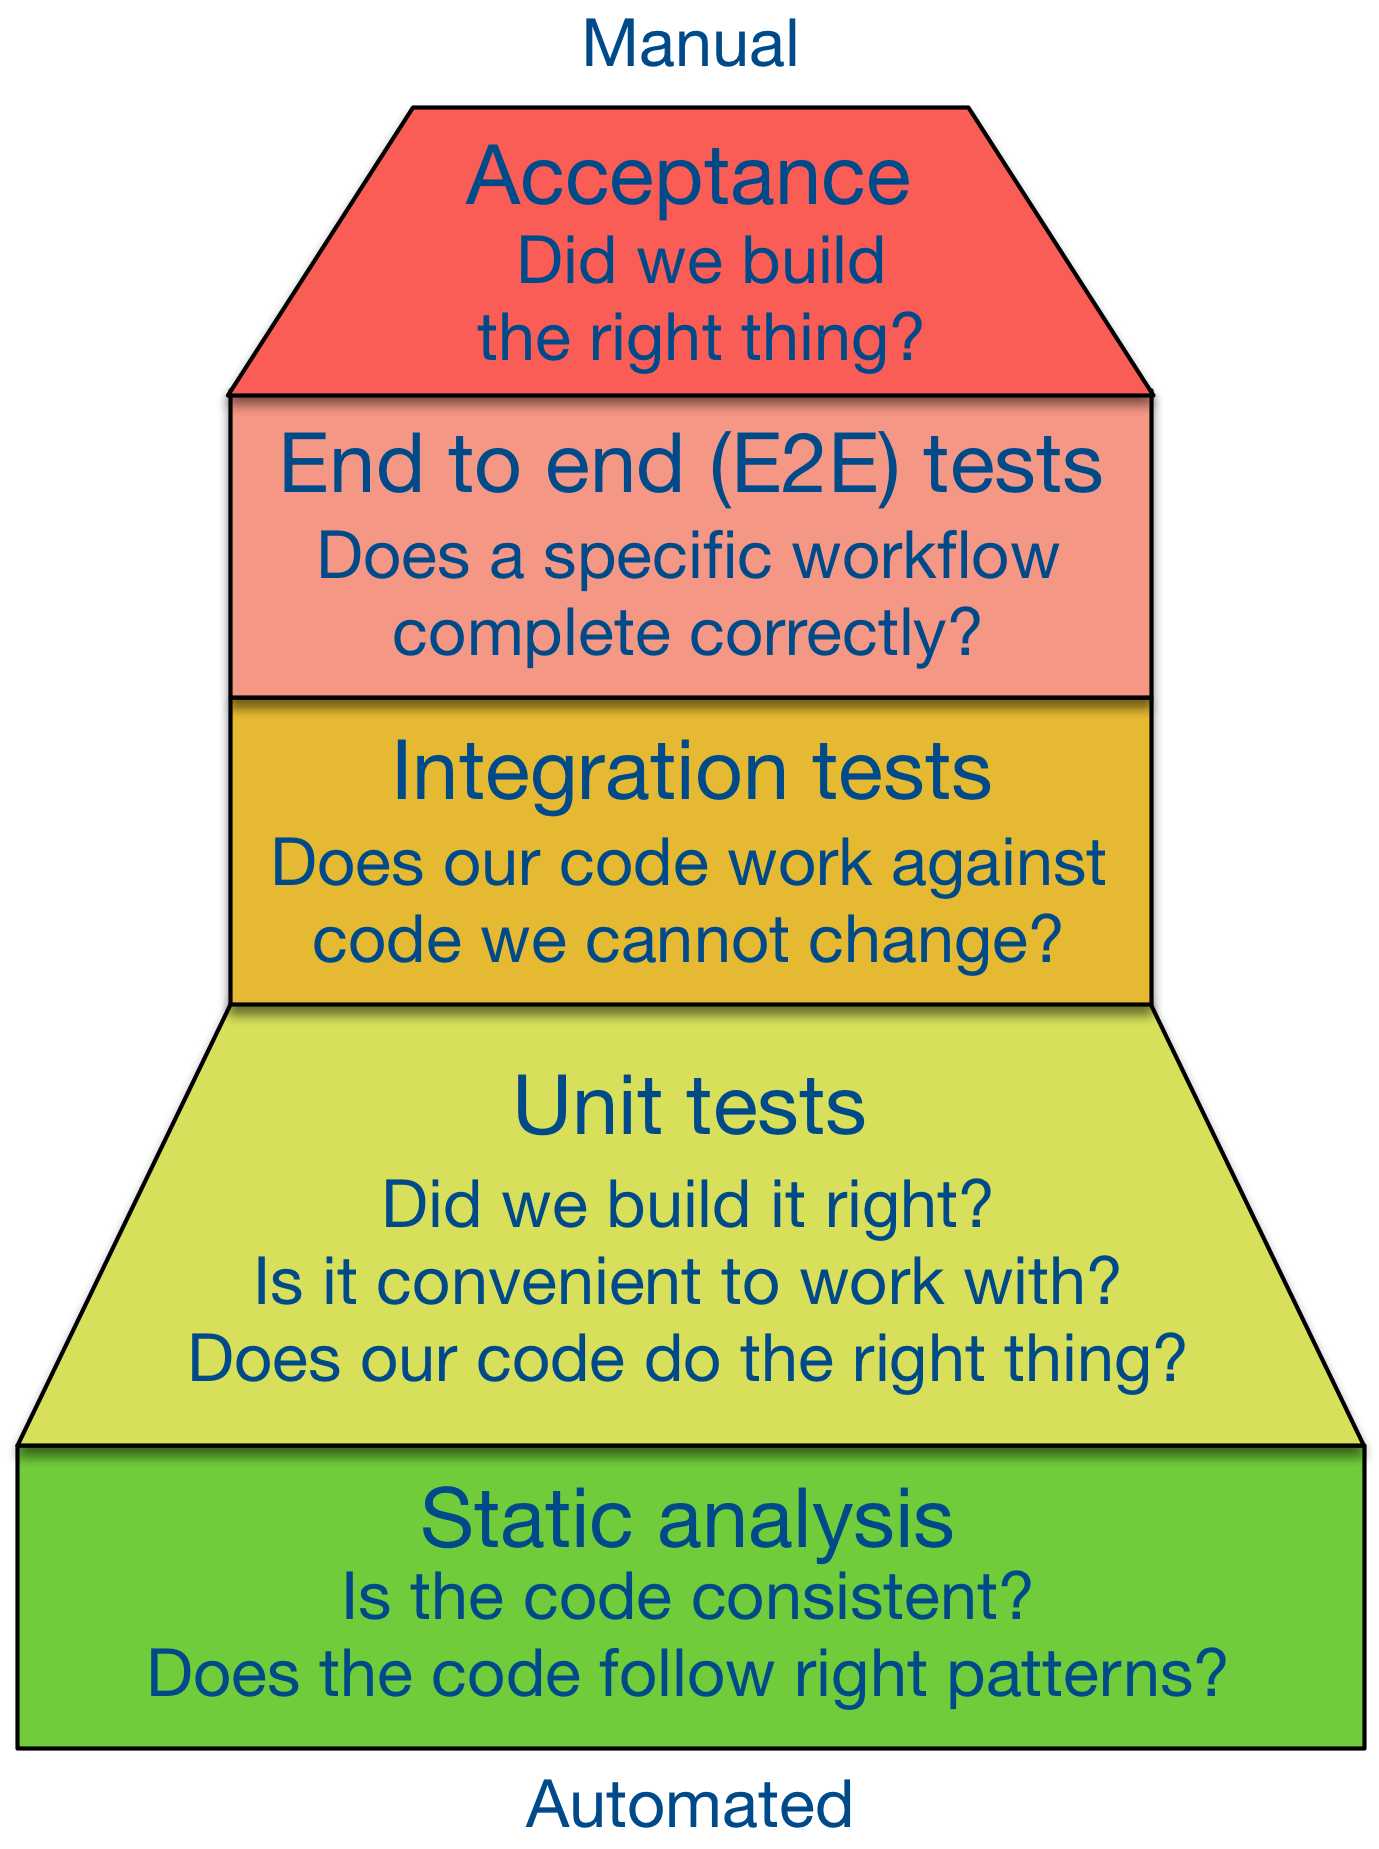 Manual
Acceptance
Did we build
the right thing?
End to end (E2E) tests
Does a specific workflow
complete correctly?
Integration tests
Does our code work against
code we cannot change?
Unit tests
Did we build it right?
Is it convenient to work with?
Does our code do the right thing?
Static analysis
Is the code consistent?
Does the code follow right patterns?
Automated